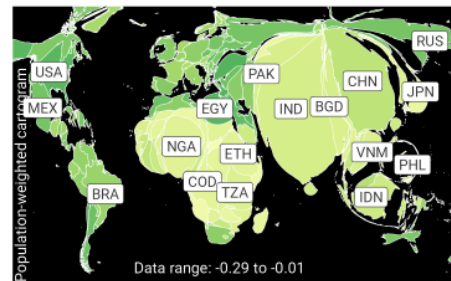 Population-weighted cartogram
RUS
USA
PAK
CHN
JPN
MEX
EGY
IND
BGD
NGA
ETH
VNM
PHL
COD
TZA
BRA
IDN
Data range: -0.29 to -0.01